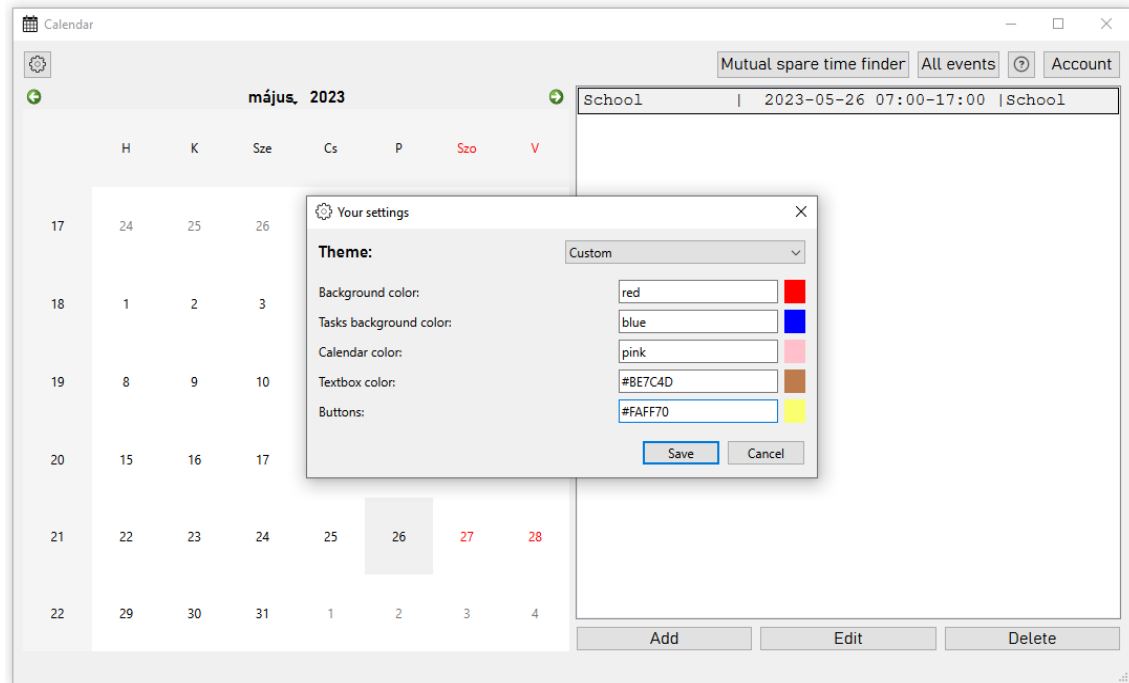 Calendar
Mutual spare time finder All events ? Account
május, 2023
School | 2023-05-26 07:00-17:00 |School
H K Sze Cs P Szo V
Your settings
17 24 25 26
Theme: Custom
Background color: red
18 1 2 3
Tasks background color: blue
Calendar color: pink
19 8 9 10
Textbox color: #BE7C4D
Buttons: #FAFF70
20 15 16 17
Save Cancel
21 22 23 24 25 26 27 28
22 29 30 31 1 2 3 4
Add Edit Delete